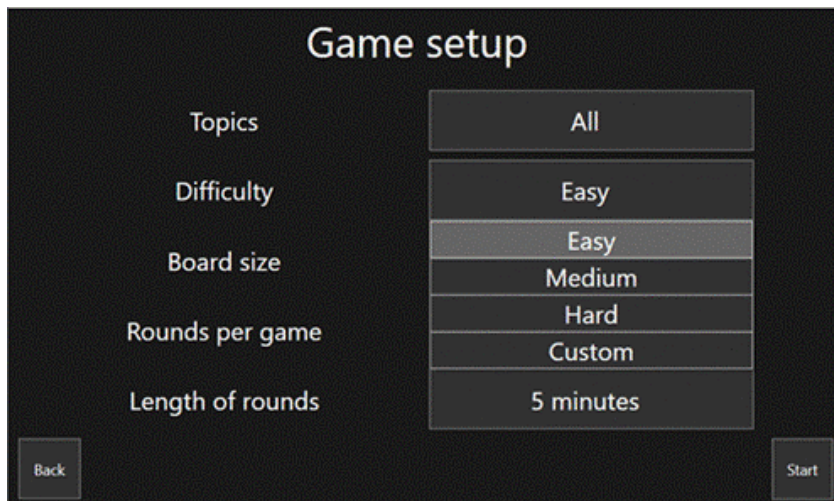 Game setup
Topics All
Difficulty Easy
Easy
Board size
Medium
Hard
Rounds per game
Custom
Length of rounds 5 minutes
Back Start